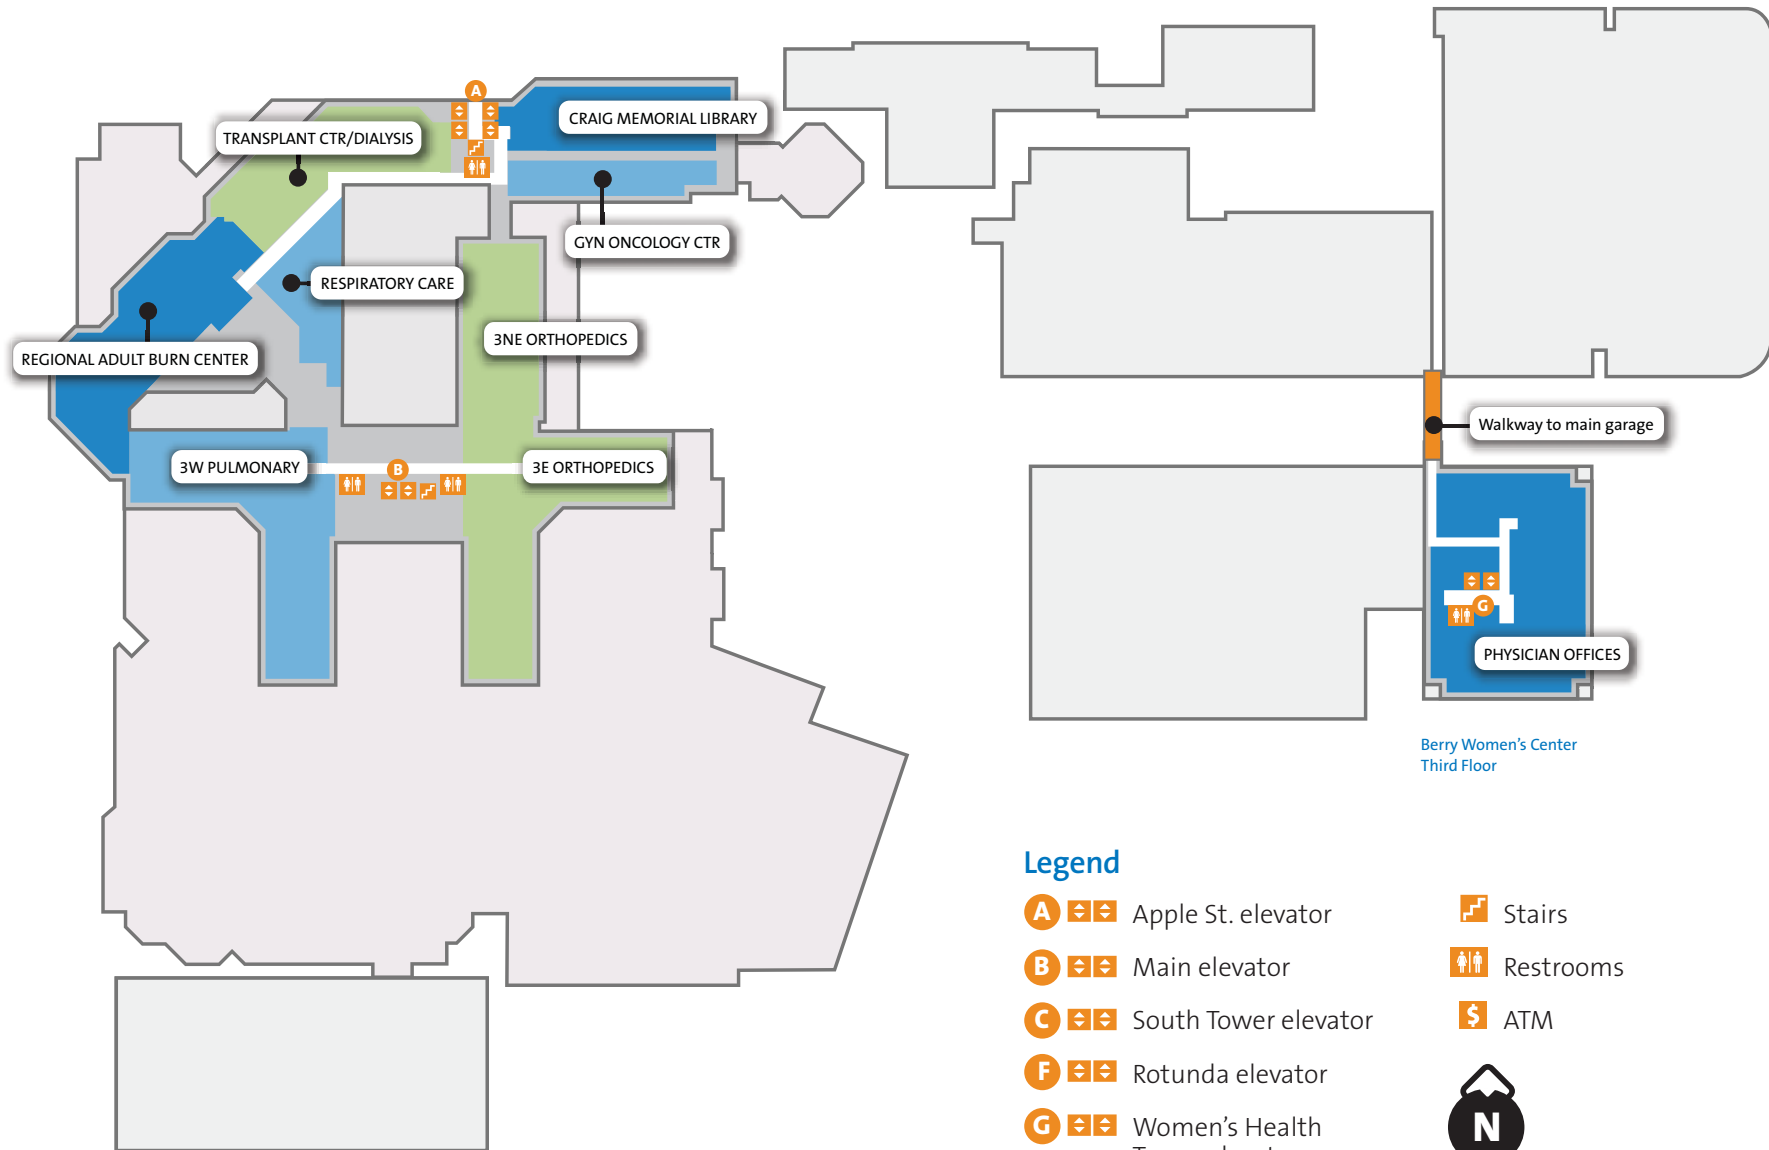 A
CRAIG MEMORIAL LIBRARY
TRANSPLANT CTR/DIALYSIS
GYN ONCOLOGY CTR
RESPIRATORY CARE
3NE ORTHOPEDICS
REGIONAL ADULT BURN CENTER
Walkway to main garage
3W PULMONARY
B
3E ORTHOPEDICS
G
PHYSICIAN OFFICES
Berry Women's Center
Third Floor
Legend
A Apple St. elevator
B Main elevator
C South Tower elevator
F Rotunda elevator
G Women's Health
Stairs
Restrooms
$ ATM
N